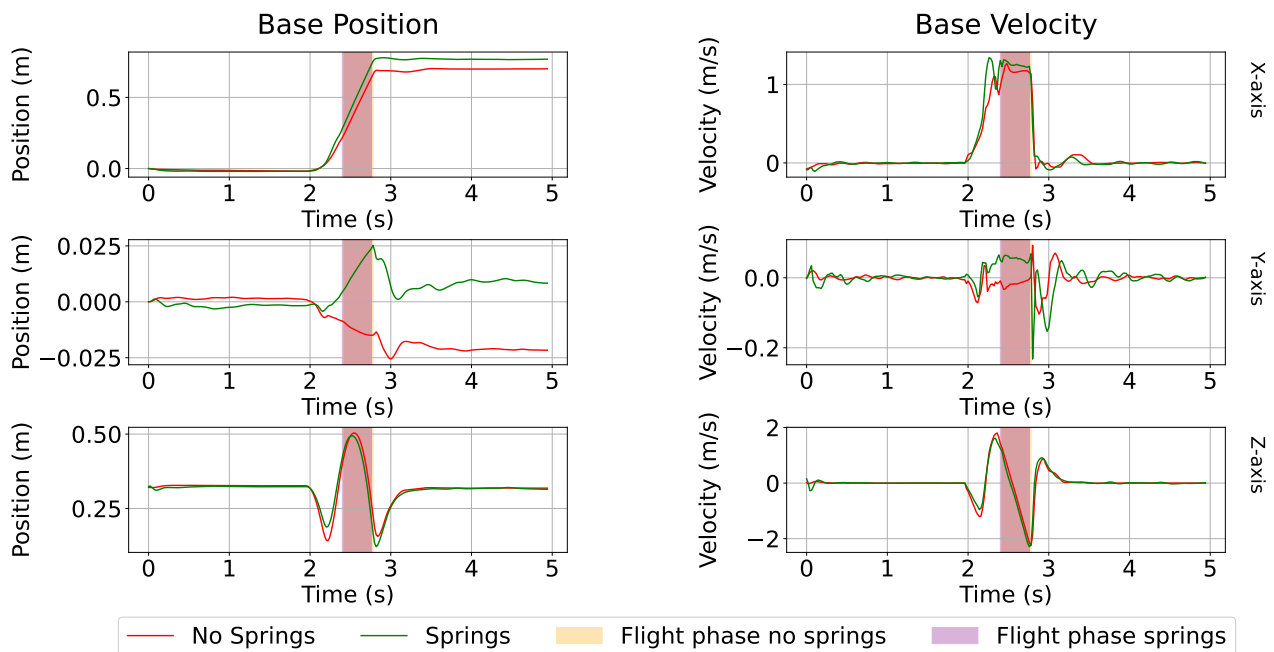 Base Position
Base Velocity
Position (m)
0.5
0.0
0 1 2 3 4 5
Time (s)
Velocity (m/s)
1
0
0 1 2 3 4 5
Time (s)
X-axis
Position (m)
0.025
0.000
−0.025
0 1 2 3 4 5
Time (s)
Velocity (m/s)
0.0
−0.2
0 1 2 3 4 5
Time (s)
Y-axis
Position (m)
0.50
0.25
0 1 2 3 4 5
Time (s)
Velocity (m/s)
2
0
−2
0 1 2 3 4 5
Time (s)
Z-axis
No Springs Springs Flight phase no springs Flight phase springs